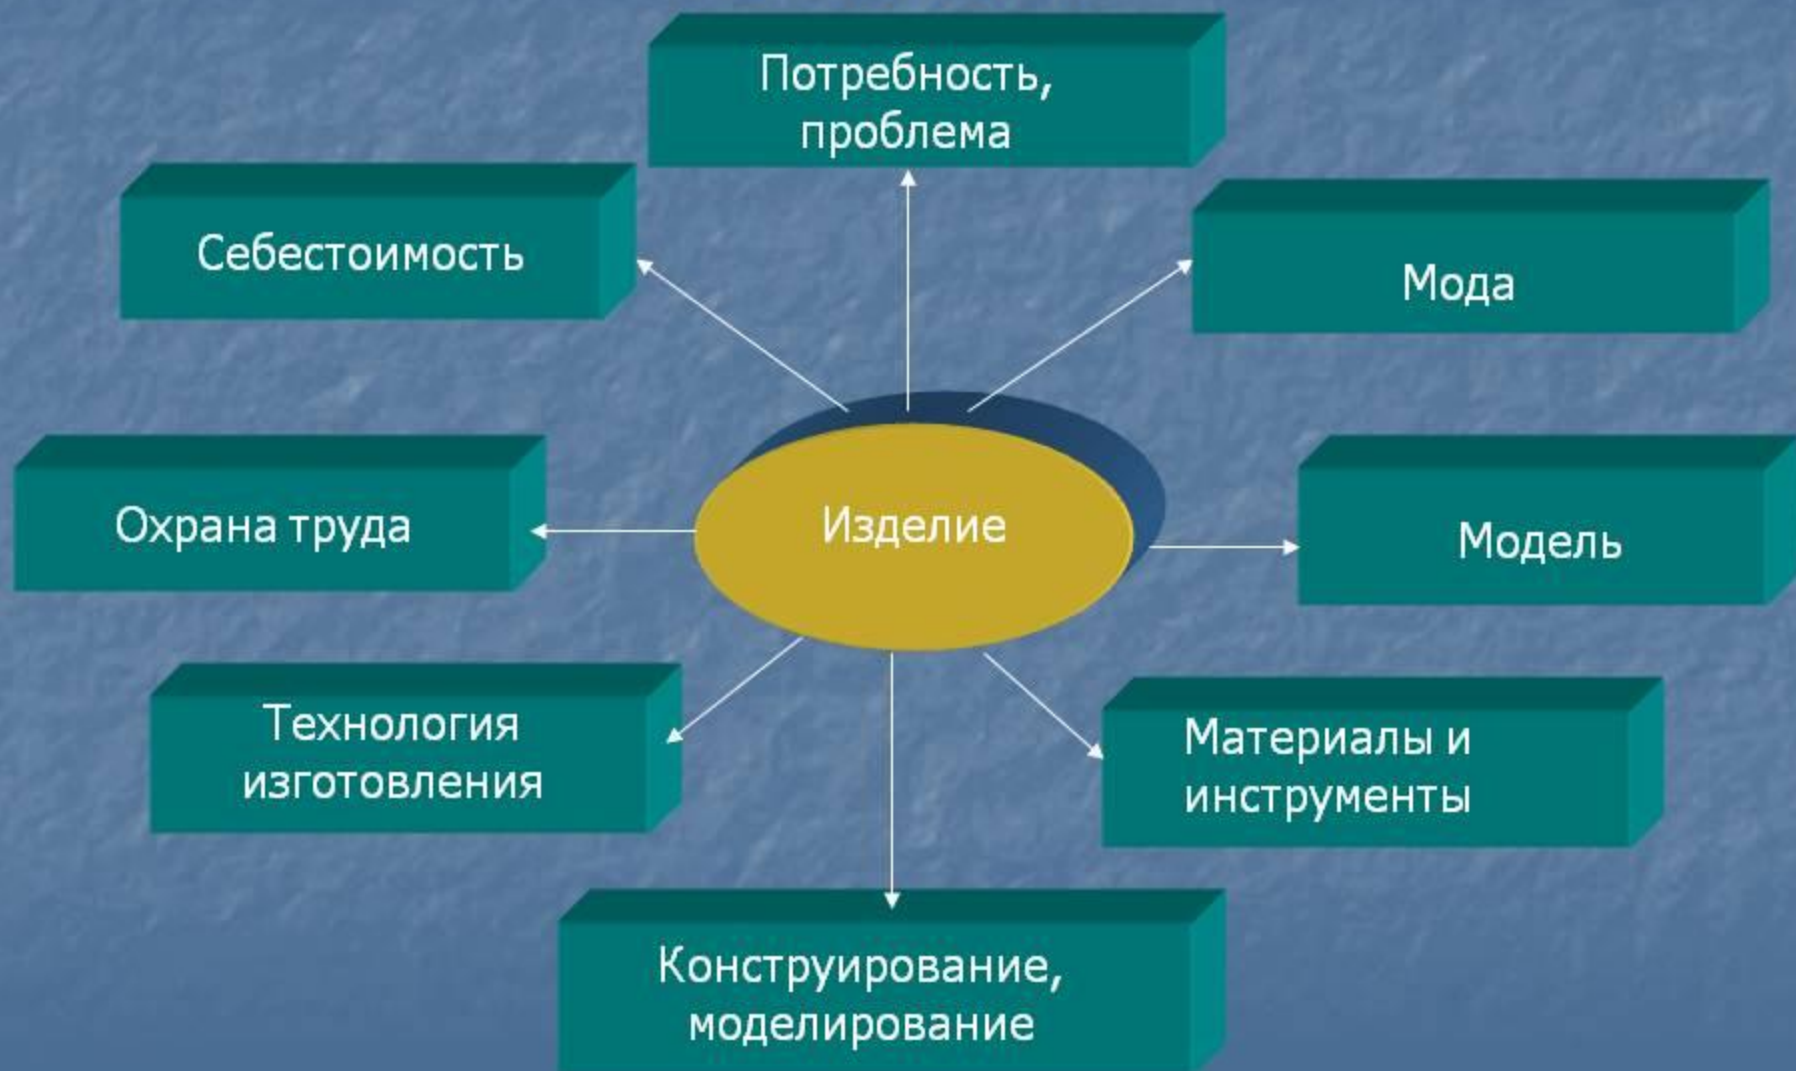 Потребность,
проблема
Себестоимость
Мода
Охрана труда
Изделие
Модель
Технология
изготовления
Материалы и
инструменты
Конструирование,
моделирование